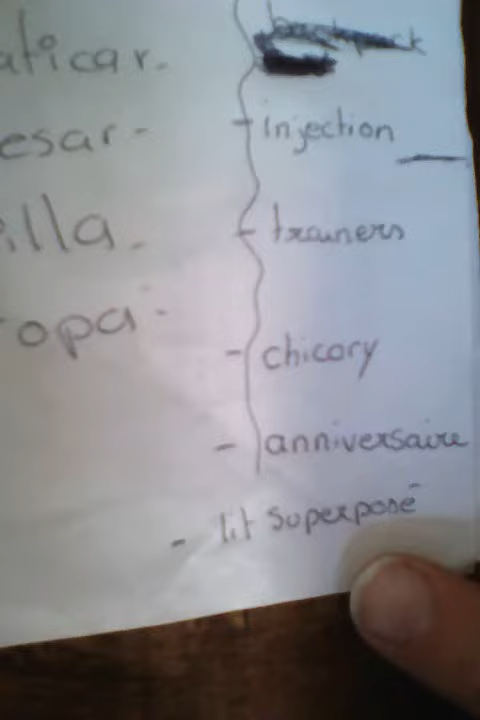 aticar.
injection
esar-
trainers
illa.
chicory
opa-
anniversaire
lit superposé